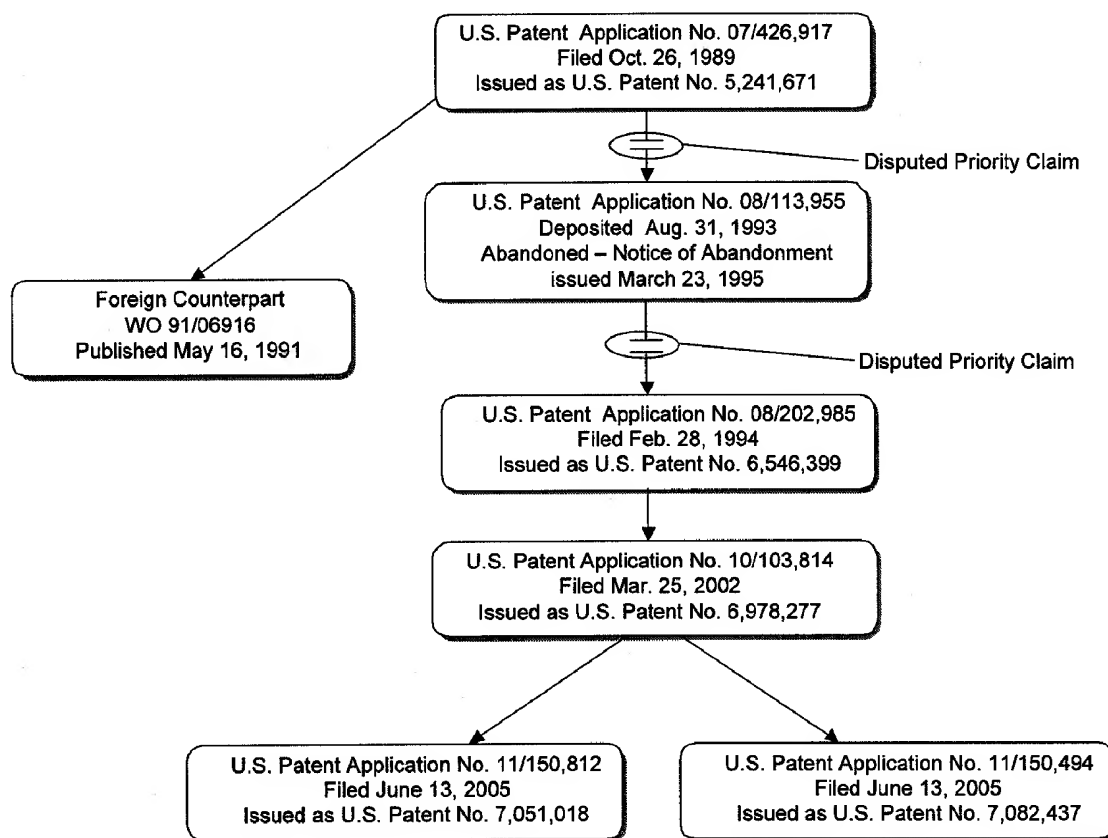 U.S. Patent Application No. 07/426,917
Filed Oct. 26, 1989
Issued as U.S. Patent No. 5,241,671
Disputed Priority Claim
U.S. Patent Application No. 08/113,955
Deposited Aug. 31, 1993
Abandoned – Notice of Abandonment
issued March 23, 1995
Foreign Counterpart
WO 91/06916
Published May 16, 1991
Disputed Priority Claim
U.S. Patent Application No. 08/202,985
Filed Feb. 28, 1994
Issued as U.S. Patent No. 6,546,399
U.S. Patent Application No. 10/103,814
Filed Mar. 25, 2002
Issued as U.S. Patent No. 6,978,277
U.S. Patent Application No. 11/150,812
Filed June 13, 2005
Issued as U.S. Patent No. 7,051,018
U.S. Patent Application No. 11/150,494
Filed June 13, 2005
Issued as U.S. Patent No. 7,082,437